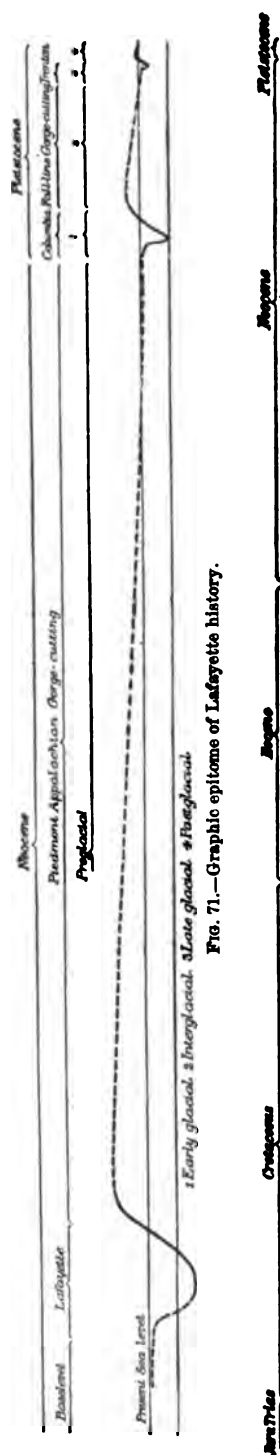 Neocene Pleistocene
Baselevel Lafayette Piedmont Appalachian Gorge-cutting Columbia Fall-line Gorge-cutting Trenton
Preglacial 1 2 3 4
Present Sea Level
1 Early glacial 2 Interglacial 3 Late glacial 4 Postglacial
FIG. 71.—Graphic epitome of Lafayette history.
Cretaceous Eocene Neocene Pleistocene